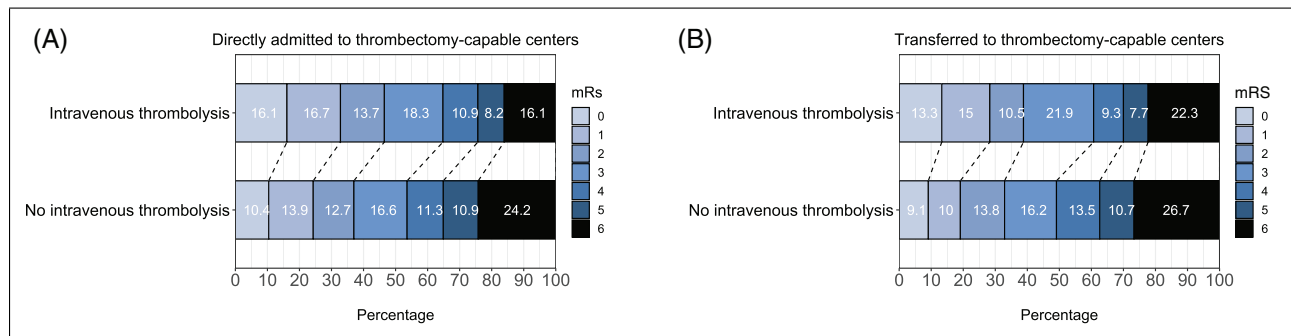 (A)
Directly admitted to thrombectomy-capable centers
Intravenous thrombolysis
16.1 16.7 13.7 18.3 10.9 8.2 16.1
No intravenous thrombolysis
10.4 13.9 12.7 16.6 11.3 10.9 24.2
0 10 20 30 40 50 60 70 80 90 100
Percentage
mRs
0
1
2
3
4
5
6
(B)
Transferred to thrombectomy-capable centers
Intravenous thrombolysis
13.3 15 10.5 21.9 9.3 7.7 22.3
No intravenous thrombolysis
9.1 10 13.8 16.2 13.5 10.7 26.7
0 10 20 30 40 50 60 70 80 90 100
Percentage
mRS
0
1
2
3
4
5
6